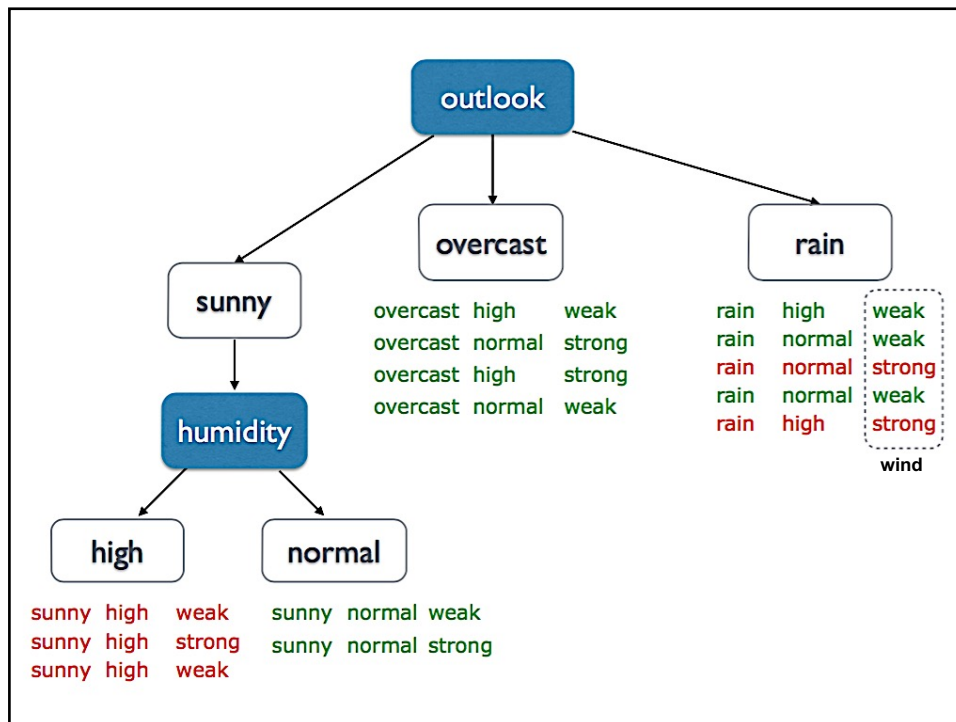 outlook
sunny
overcast
rain
overcast high weak
overcast normal strong
overcast high strong
overcast normal weak
rain high weak
rain normal weak
rain normal strong
rain normal weak
rain high strong
wind
humidity
high
normal
sunny high weak
sunny high strong
sunny high weak
sunny normal weak
sunny normal strong